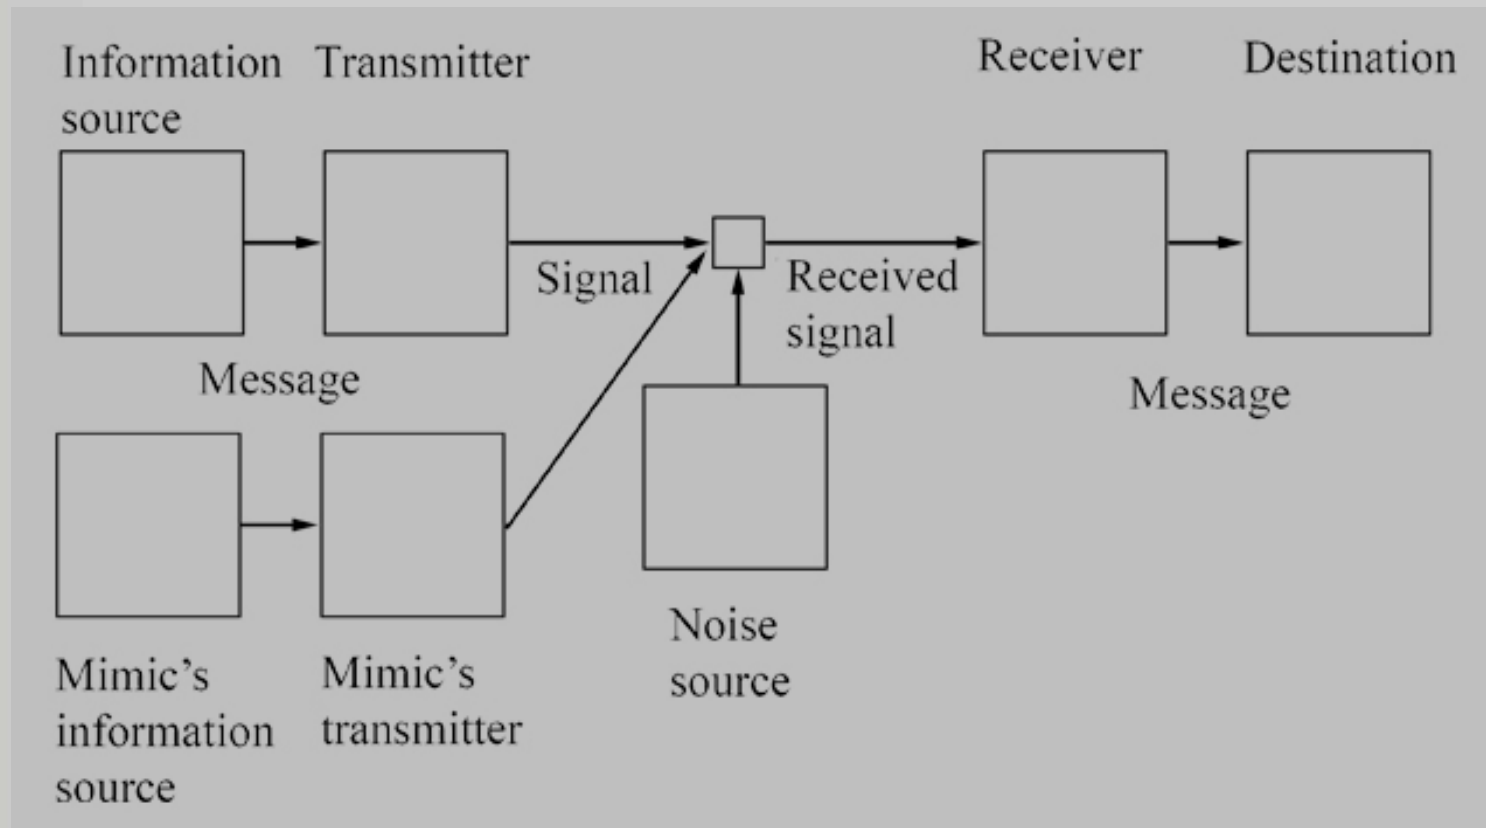 Information
source
Transmitter
Receiver
Destination
Signal
Received
signal
Message
Message
Mimic’s
information
source
Mimic’s
transmitter
Noise
source